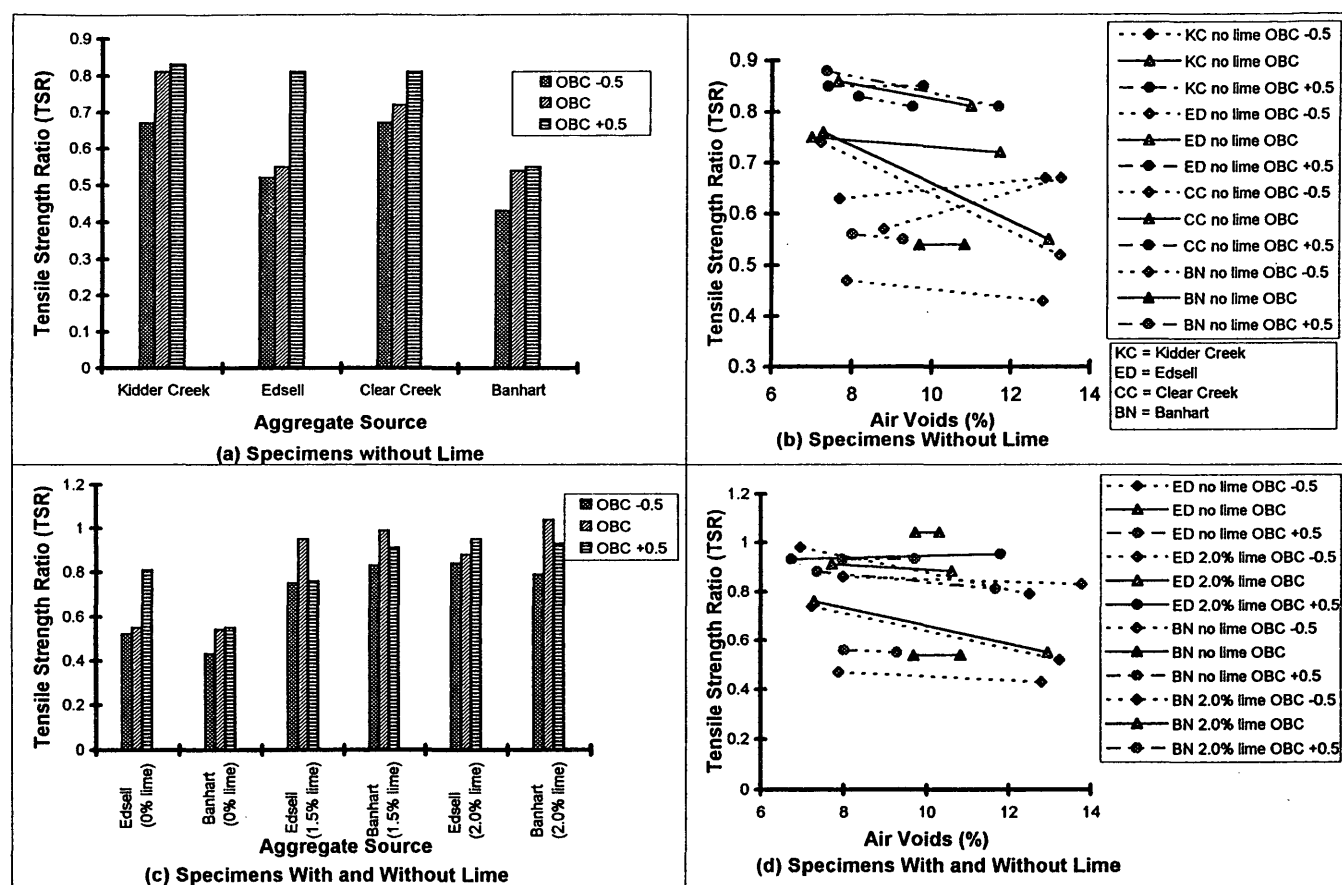 Tensile Strength Ratio (TSR)
0.9
0.8
0.7
0.6
0.5
0.4
0.3
0.2
0.1
0
OBC -0.5
OBC
OBC +0.5
Kidder Creek
Edsell
Clear Creek
Banhart
Aggregate Source
(a) Specimens without Lime
Tensile Strength Ratio (TSR)
0.9
0.8
0.7
0.6
0.5
0.4
0.3
6
8
10
12
14
Air Voids (%)
(b) Specimens Without Lime
KC no lime OBC -0.5
KC no lime OBC
KC no lime OBC +0.5
ED no lime OBC -0.5
ED no lime OBC
ED no lime OBC +0.5
CC no lime OBC -0.5
CC no lime OBC
CC no lime OBC +0.5
BN no lime OBC -0.5
BN no lime OBC
BN no lime OBC +0.5
KC = Kidder Creek
ED = Edsell
CC = Clear Creek
BN = Banhart
Tensile Strength Ratio (TSR)
1.2
1
0.8
0.6
0.4
0.2
0
OBC -0.5
OBC
OBC +0.5
Edsell
(0% lime)
Banhart
(0% lime)
Edsell
(1.5% lime)
Banhart
(1.5% lime)
Edsell
(2.0% lime)
Banhart
(2.0% lime)
Aggregate Source
(c) Specimens With and Without Lime
Tensile Strength Ratio (TSR)
1.2
1
0.8
0.6
0.4
0.2
0
6
8
10
12
14
Air Voids (%)
(d) Specimens With and Without Lime
ED no lime OBC -0.5
ED no lime OBC
ED no lime OBC +0.5
ED 2.0% lime OBC -0.5
ED 2.0% lime OBC
ED 2.0% lime OBC +0.5
BN no lime OBC -0.5
BN no lime OBC
BN no lime OBC +0.5
BN 2.0% lime OBC -0.5
BN 2.0% lime OBC
BN 2.0% lime OBC +0.5